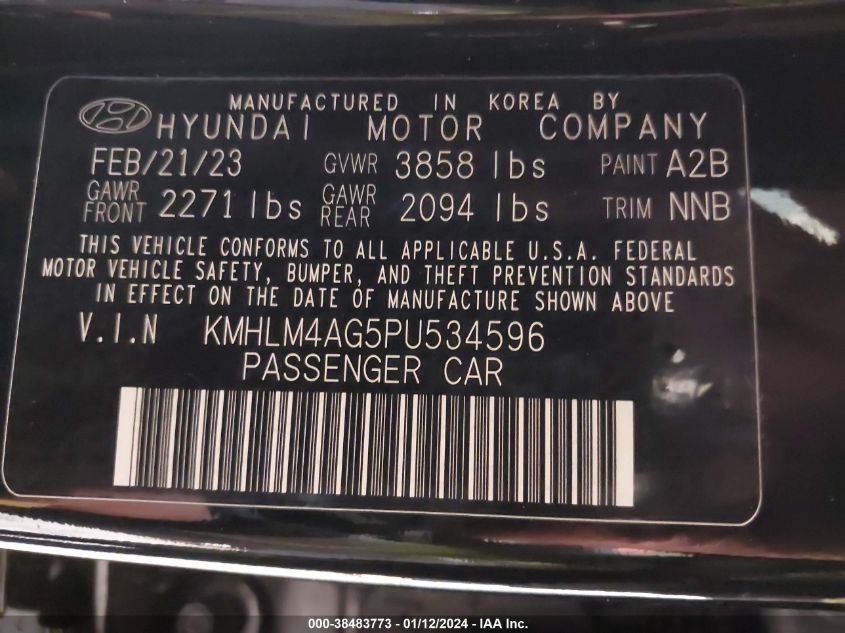 MANUFACTURED IN KOREA BY
HYUNDAI MOTOR COMPANY
FEB/21/23 GVWR 3858 lbs PAINT A2B
GAWR FRONT 2271 lbs GAWR REAR 2094 lbs TRIM NNB
THIS VEHICLE CONFORMS TO ALL APPLICABLE U.S.A. FEDERAL
MOTOR VEHICLE SAFETY, BUMPER, AND THEFT PREVENTION STANDARDS
IN EFFECT ON THE DATE OF MANUFACTURE SHOWN ABOVE
V.I.N KMHLM4AG5PU534596
PASSENGER CAR
000-38483773 - 01/12/2024 - IAA Inc.